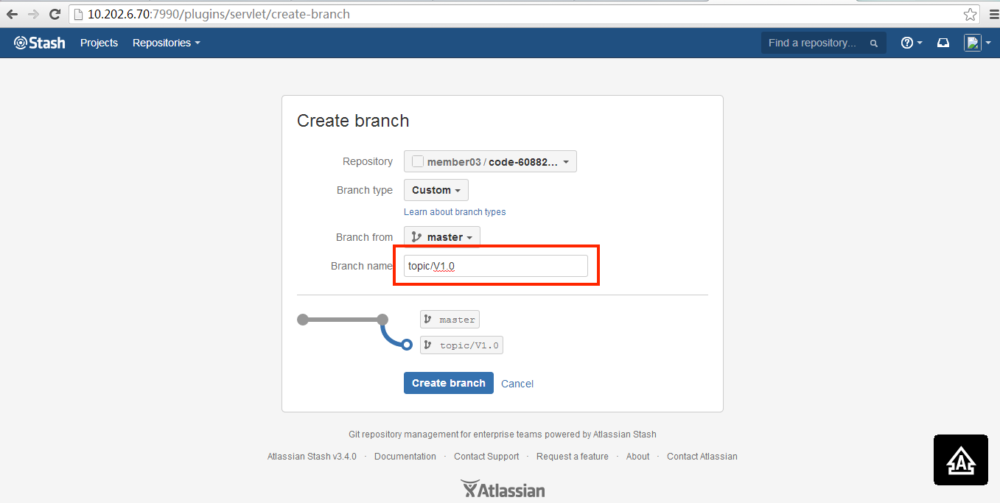 10.202.6.70:7990/plugins/servlet/create-branch
Stash Projects Repositories Find a repository...
Create branch
Repository member03 / code-60882...
Branch type Custom
Learn about branch types
Branch from master
Branch name topic/V1.0
master
topic/V1.0
Create branch Cancel
Git repository management for enterprise teams powered by Atlassian Stash
Atlassian Stash v3.4.0 · Documentation · Contact Support · Request a feature · About · Contact Atlassian
Atlassian